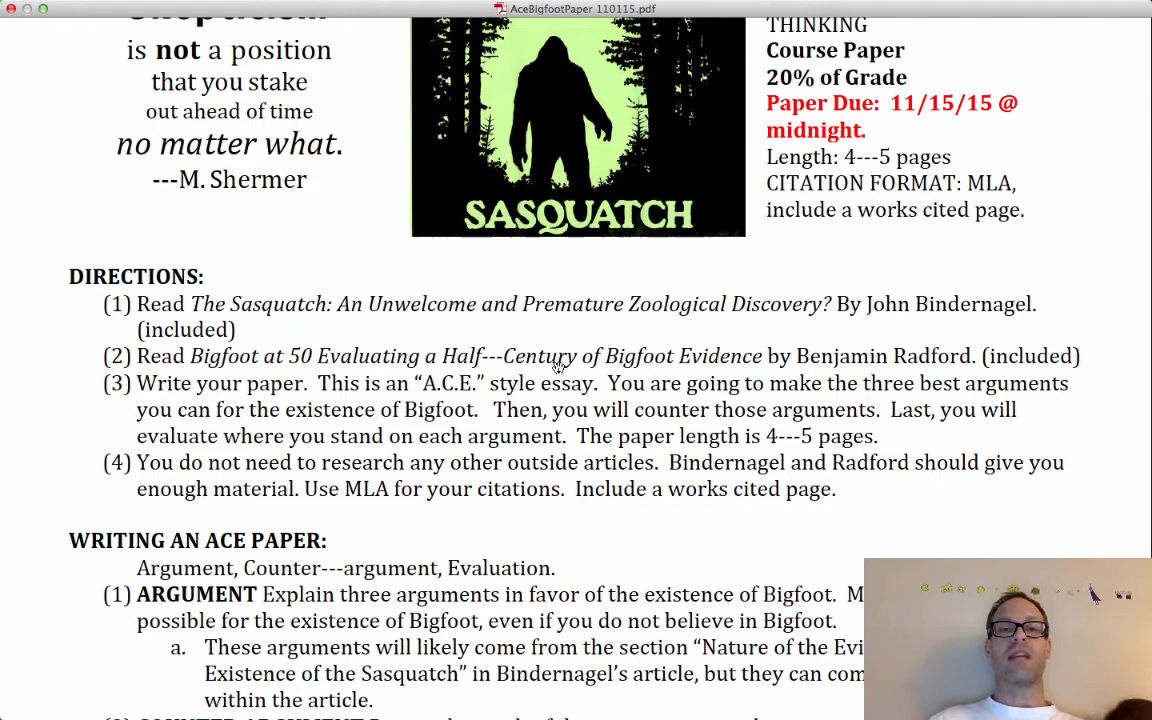 AceBigfootPaper 110115.pdf
is not a position
that you stake
out ahead of time
no matter what.
---M. Shermer
SASQUATCH
THINKING
Course Paper
20% of Grade
Paper Due: 11/15/15 @
midnight.
Length: 4---5 pages
CITATION FORMAT: MLA,
include a works cited page.
DIRECTIONS:
(1) Read The Sasquatch: An Unwelcome and Premature Zoological Discovery? By John Bindernagel.
(included)
(2) Read Bigfoot at 50 Evaluating a Half---Century of Bigfoot Evidence by Benjamin Radford. (included)
(3) Write your paper. This is an “A.C.E.” style essay. You are going to make the three best arguments
you can for the existence of Bigfoot. Then, you will counter those arguments. Last, you will
evaluate where you stand on each argument. The paper length is 4---5 pages.
(4) You do not need to research any other outside articles. Bindernagel and Radford should give you
enough material. Use MLA for your citations. Include a works cited page.
WRITING AN ACE PAPER:
Argument, Counter---argument, Evaluation.
(1) ARGUMENT Explain three arguments in favor of the existence of Bigfoot. M
possible for the existence of Bigfoot, even if you do not believe in Bigfoot.
a. These arguments will likely come from the section “Nature of the Evi
Existence of the Sasquatch” in Bindernagel’s article, but they can com
within the article.